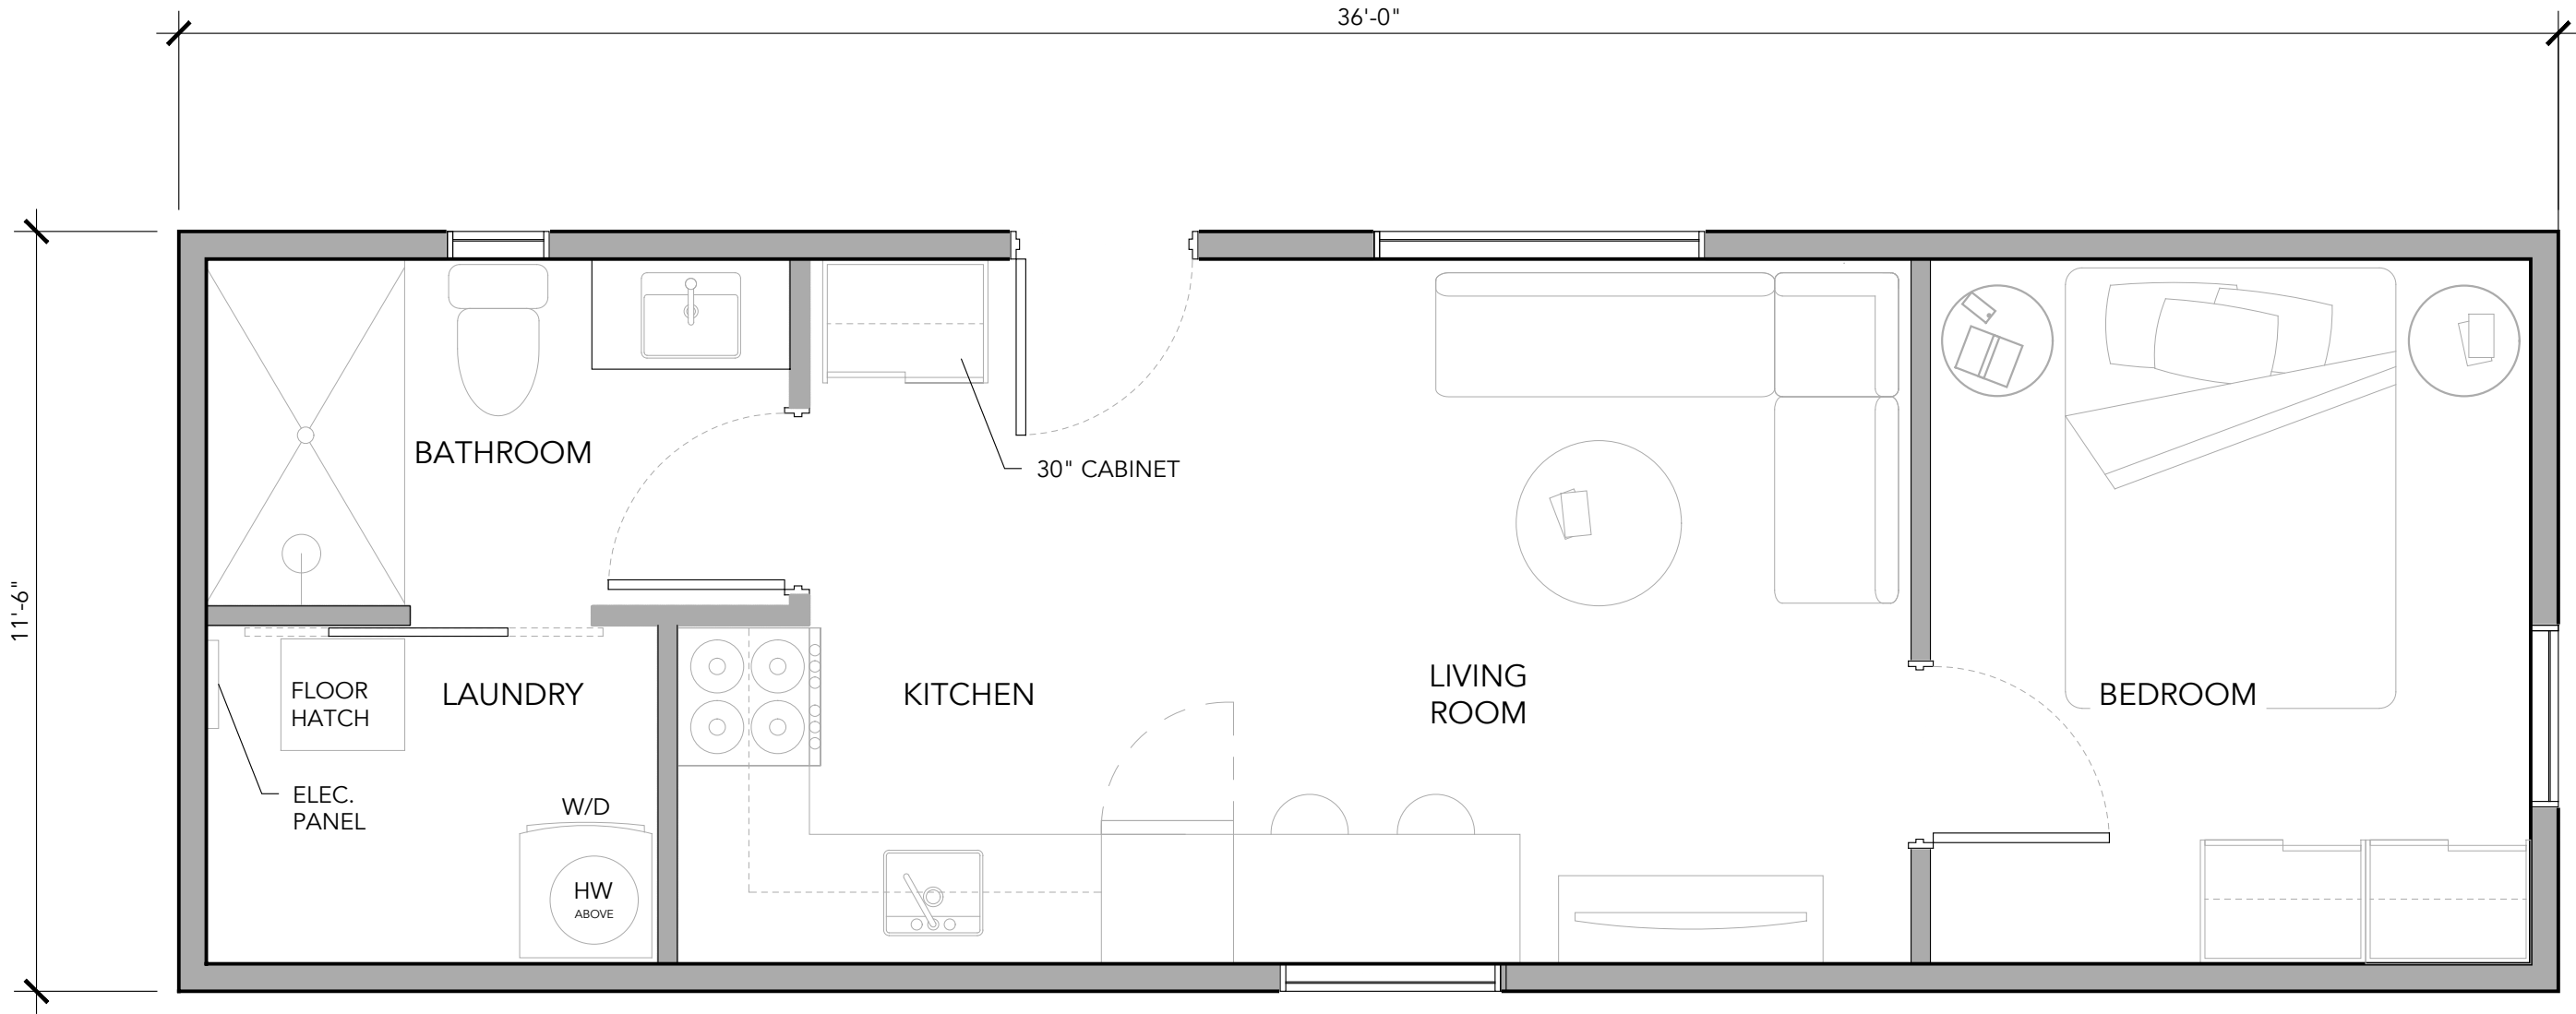 36'-0"
11'-6"
BATHROOM
30" CABINET
FLOOR
HATCH
LAUNDRY
KITCHEN
LIVING
ROOM
BEDROOM
ELEC.
PANEL
W/D
HW
ABOVE